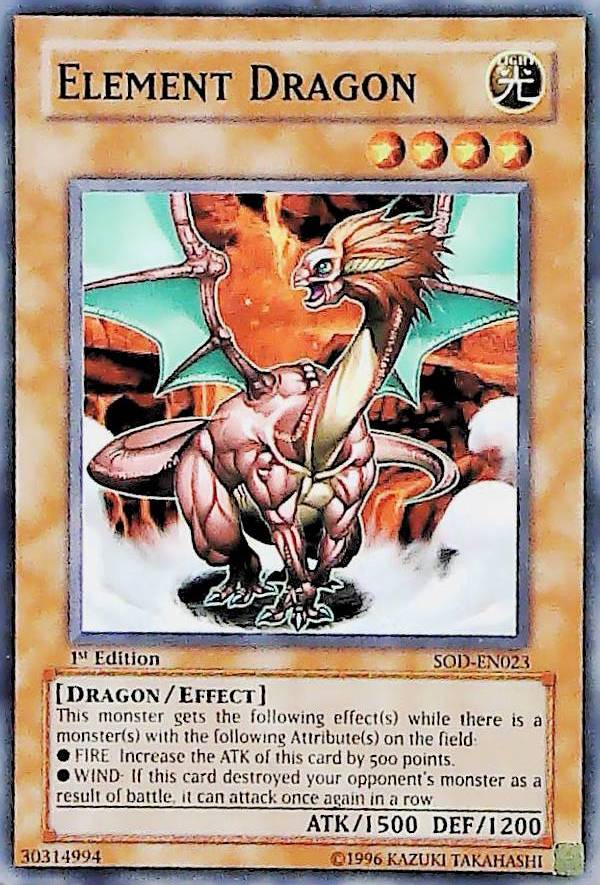 ELEMENT DRAGON
LIGHT
光
1st Edition
SOD-EN023
[DRAGON/EFFECT]
This monster gets the following effect(s) while there is a
monster(s) with the following Attribute(s) on the field:
● FIRE Increase the ATK of this card by 500 points.
● WIND- If this card destroyed your opponent's monster as a
result of battle, it can attack once again in a row
ATK/1500 DEF/1200
30314994
©1996 KAZUKI TAKAHASHI